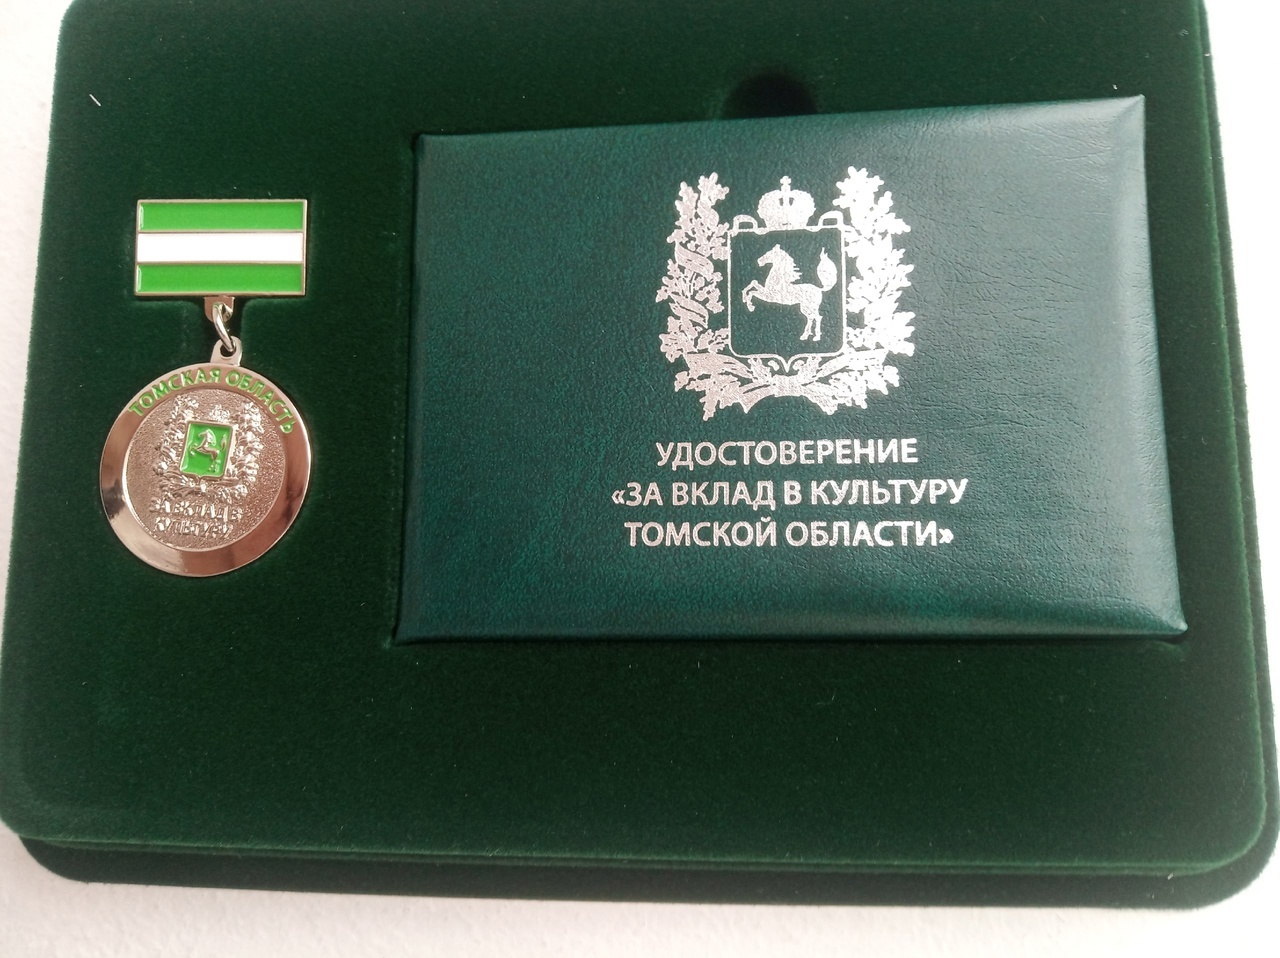 ТОМСКАЯ ОБЛАСТЬ
ЗА ВКЛАД В
КУЛЬТУРУ
УДОСТОВЕРЕНИЕ
«ЗА ВКЛАД В КУЛЬТУРУ
ТОМСКОЙ ОБЛАСТИ»